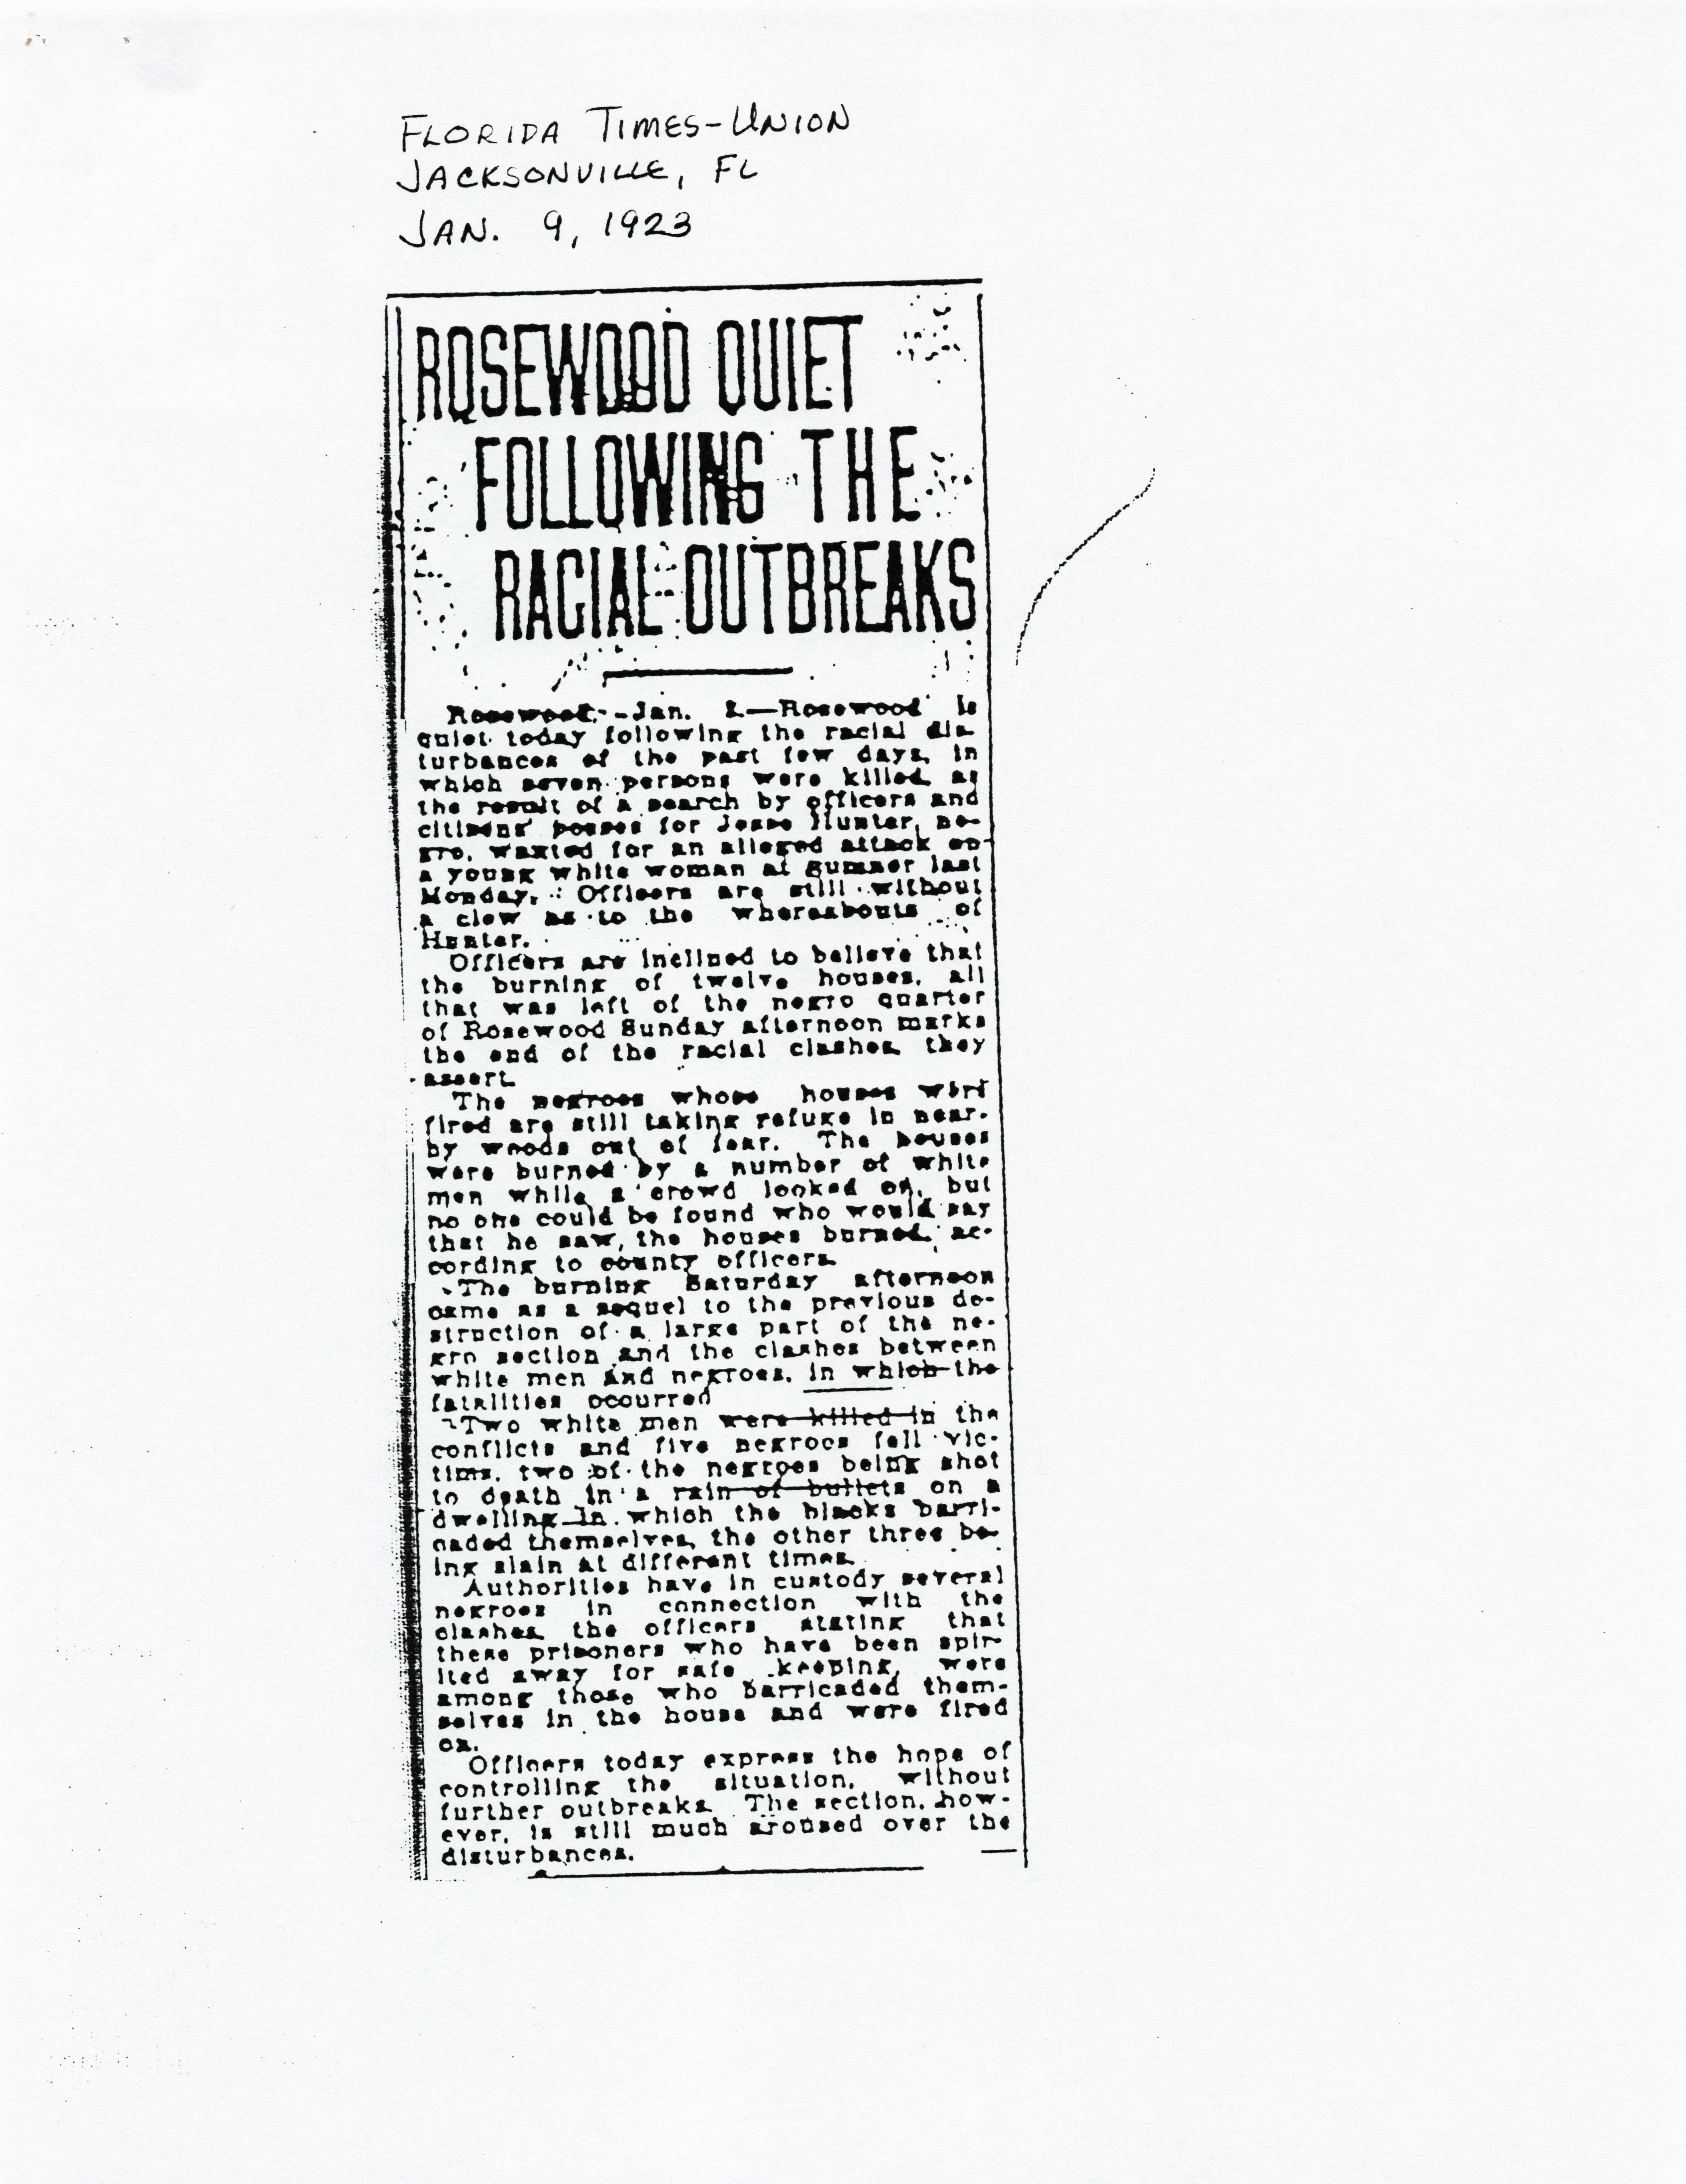 FLORIDA TIMES-UNION
JACKSONVILLE, FL
JAN. 9, 1923
ROSEWOOD QUIET
FOLLOWING THE
RACIAL OUTBREAKS
Rosewood, Jan. —Rosewood is
quiet today following the racial dis-
turbances of the past few days, in
which seven persons were killed as
the result of a search by officers and
citizens' posses for Jesse Hunter, ne-
gro, wanted for an alleged attack on
a young white woman at Sumner last
Monday. Officers are still without
a clew as to the whereabouts of
Hunter.
Officers are inclined to believe that
the burning of twelve houses, all
that was left of the negro quarter
of Rosewood Sunday afternoon marks
the end of the racial clashes, they
assert.
The negroes whose houses were
fired are still taking refuge in near-
by woods out of fear. The houses
were burned by a number of white
men while a crowd looked on, but
no one could be found who would say
that he saw, the houses burned, ac-
cording to county officers.
The burning Saturday afternoon
came as a sequel to the previous de-
struction of a large part of the ne-
gro section and the clashes between
white men and negroes, in which the
fatalities occurred
Two white men were killed in the
conflicts and five negroes fell vic-
tims, two of the negroes being shot
to death in a rain of bullets on a
dwelling in which the blacks barri-
caded themselves, the other three be-
ing slain at different times.
Authorities have in custody several
negroes in connection with the
clashes, the officers stating that
these prisoners who have been spir-
ited away for safe keeping, were
among those who barricaded them-
selves in the house and were fired
on.
Officers today express the hope of
controlling the situation, without
further outbreaks. The section, how-
ever, is still much aroused over the
disturbances.